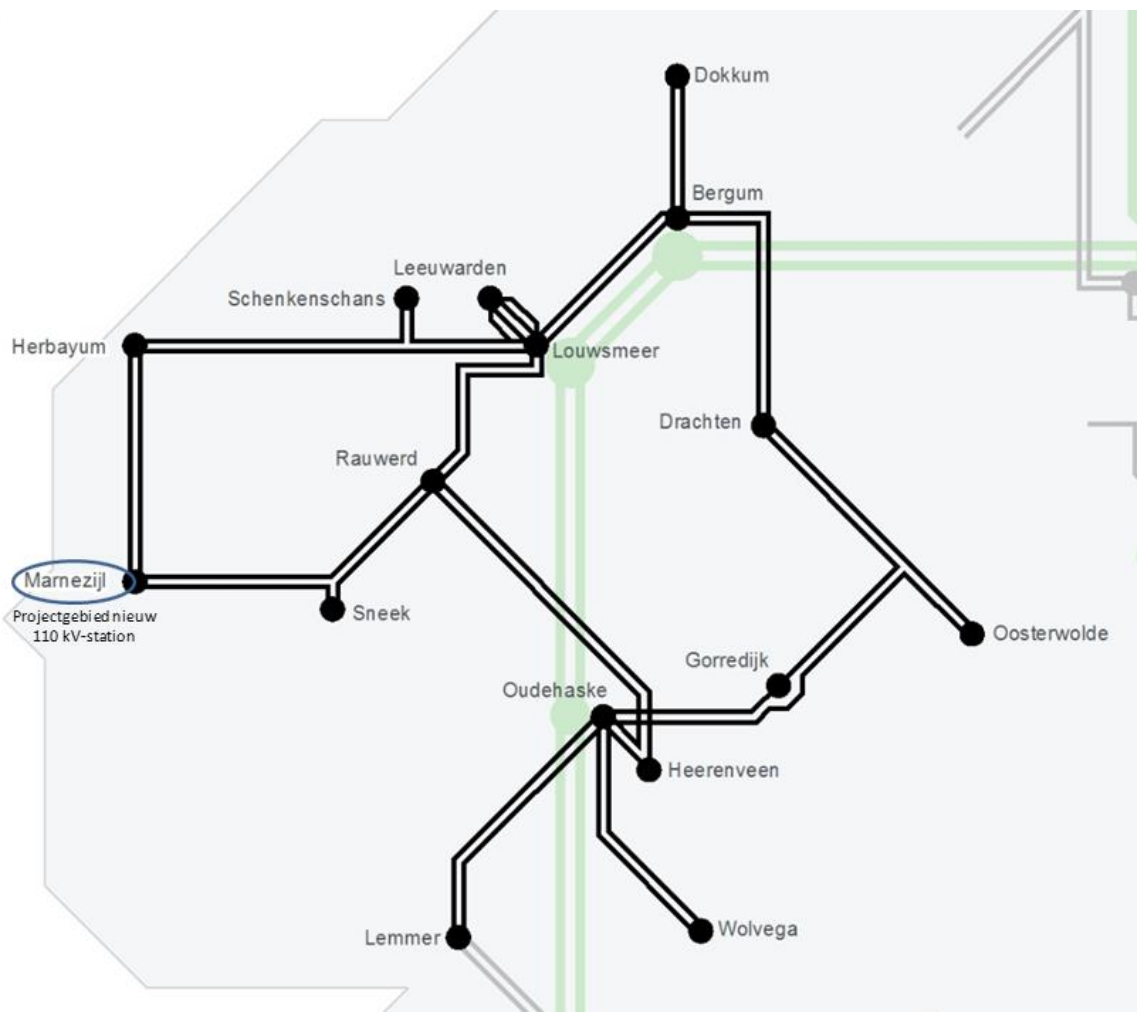 Dokkum
Bergum
Leeuwarden
Schenkenschans
Herbayum
Louwsmeer
Drachten
Rauwerd
Marnezijl
Projectgebied nieuw
110 kV-station
Sneek
Oosterwolde
Gorredijk
Oudehaske
Heerenveen
Wolvega
Lemmer